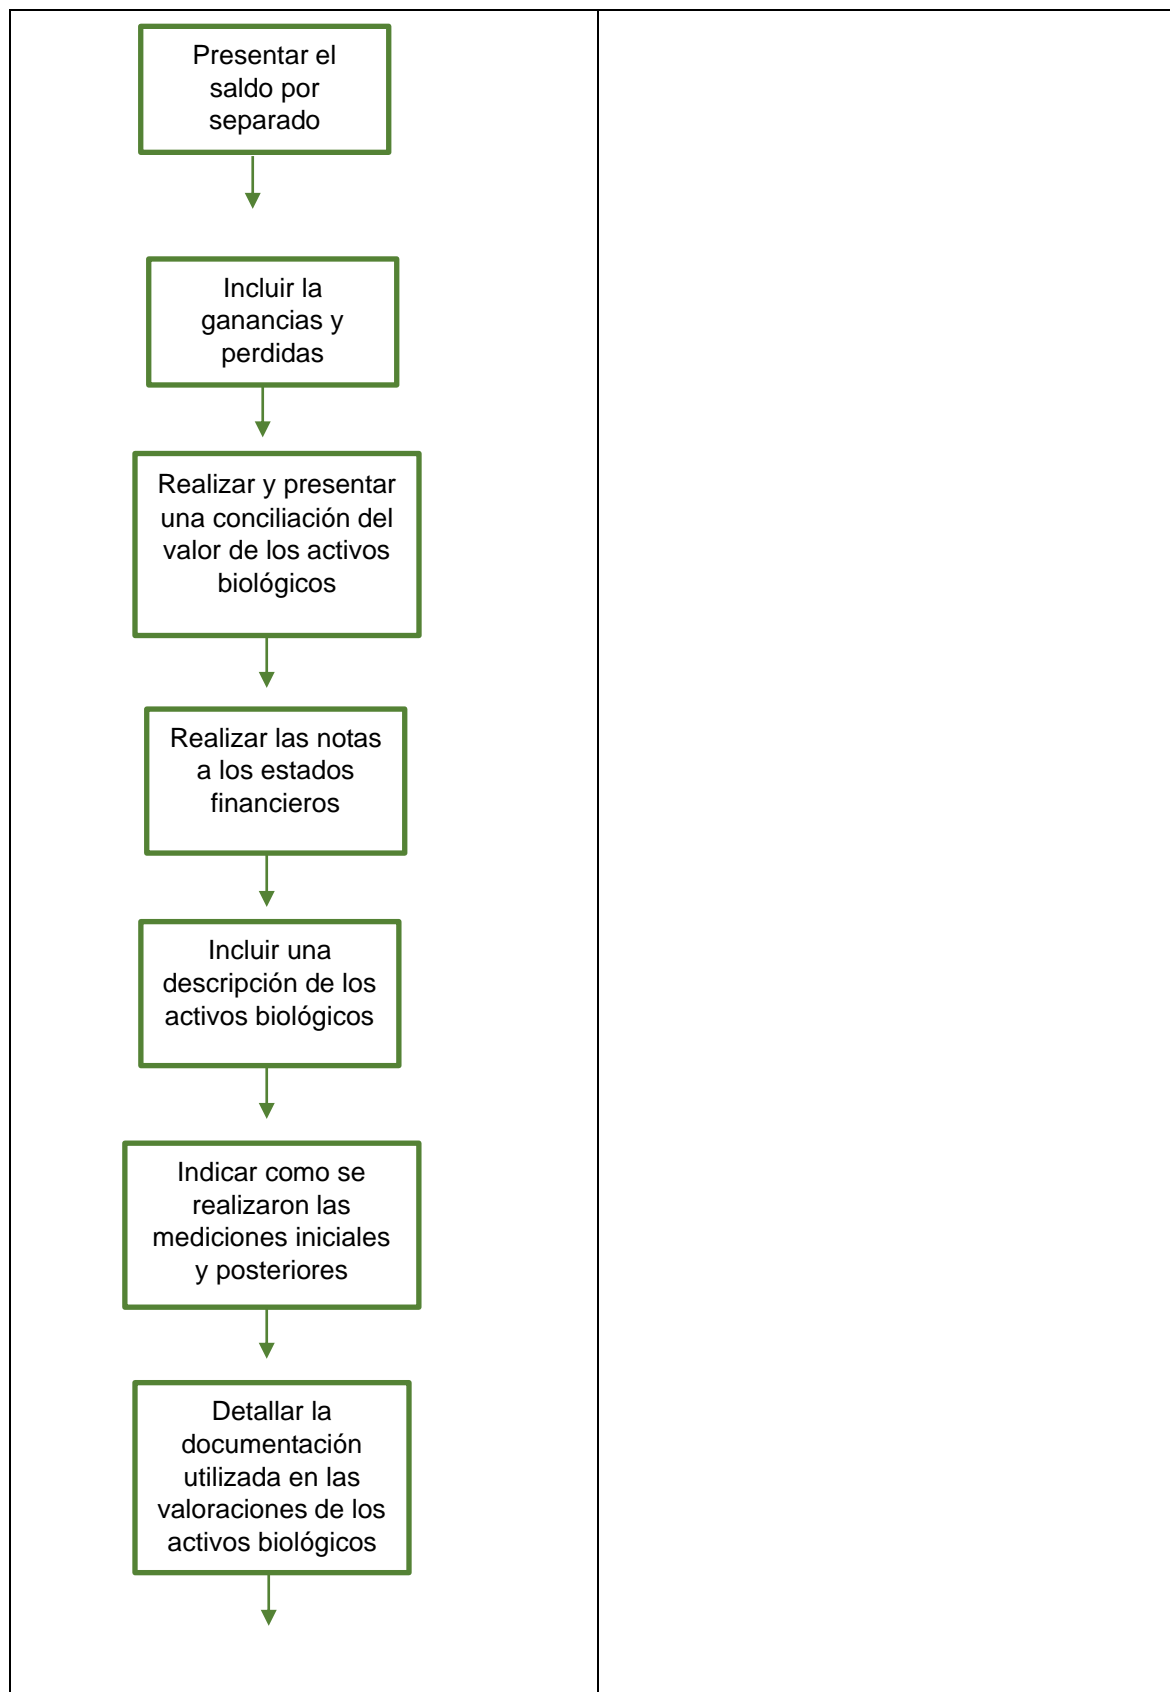 Presentar el
saldo por
separado
Incluir la
ganancias y
perdidas
Realizar y presentar
una conciliación del
valor de los activos
biológicos
Realizar las notas
a los estados
financieros
Incluir una
descripción de los
activos biológicos
Indicar como se
realizaron las
mediciones iniciales
y posteriores
Detallar la
documentación
utilizada en las
valoraciones de los
activos biológicos